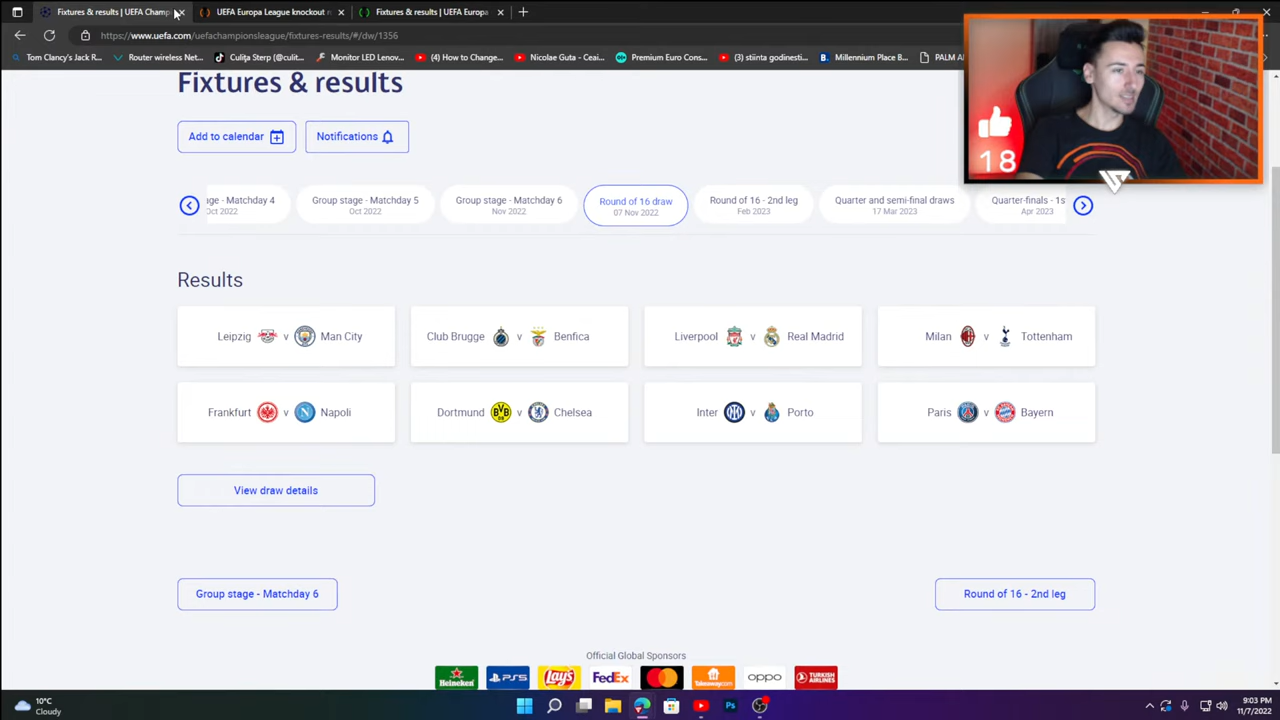 Fixtures & results | UEFA Champ
UEFA Europa League knockout r
Fixtures & results | UEFA Europa
https://www.uefa.com/uefachampionsleague/fixtures-results/#/dw/1356
Tom Clancy's Jack R...
Router wireless Net...
Culița Sterp (@culit...
Monitor LED Lenov...
(4) How to Change...
Nicolae Guta - Ceai...
Premium Euro Cons...
(3) stiinta godinesti...
Millennium Place B...
PALM A
Fixtures & results
Add to calendar
Notifications
18
ge - Matchday 4
Oct 2022
Group stage - Matchday 5
Oct 2022
Group stage - Matchday 6
Nov 2022
Round of 16 draw
07 Nov 2022
Round of 16 - 2nd leg
Feb 2023
Quarter and semi-final draws
17 Mar 2023
Quarter-finals - 1s
Apr 2023
Results
Leipzig v Man City
Club Brugge v Benfica
Liverpool v Real Madrid
Milan v Tottenham
Frankfurt v Napoli
Dortmund v Chelsea
Inter v Porto
Paris v Bayern
View draw details
Group stage - Matchday 6
Round of 16 - 2nd leg
Official Global Sponsors
Heineken
PS5
Lay's
FedEx
mastercard
Takeaway.com
oppo
TURKISH AIRLINES
10°C
Cloudy
9:03 PM
11/7/2022